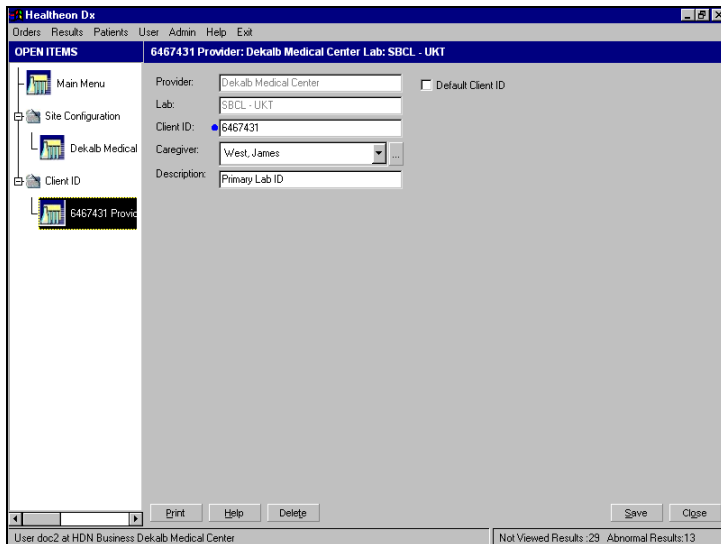 Healtheon Dx
Orders Results Patients User Admin Help Exit
OPEN ITEMS
6467431 Provider: Dekalb Medical Center Lab: SBCL - UKT
Main Menu
Site Configuration
Dekalb Medical
Client ID
6467431 Provid
Provider: Dekalb Medical Center
Default Client ID
Lab: SBCL - UKT
Client ID: 6467431
Caregiver: West, James ...
Description: Primary Lab ID
Print Help Delete Save Close
User doc2 at HDN Business Dekalb Medical Center
Not Viewed Results :29 Abnormal Results:13